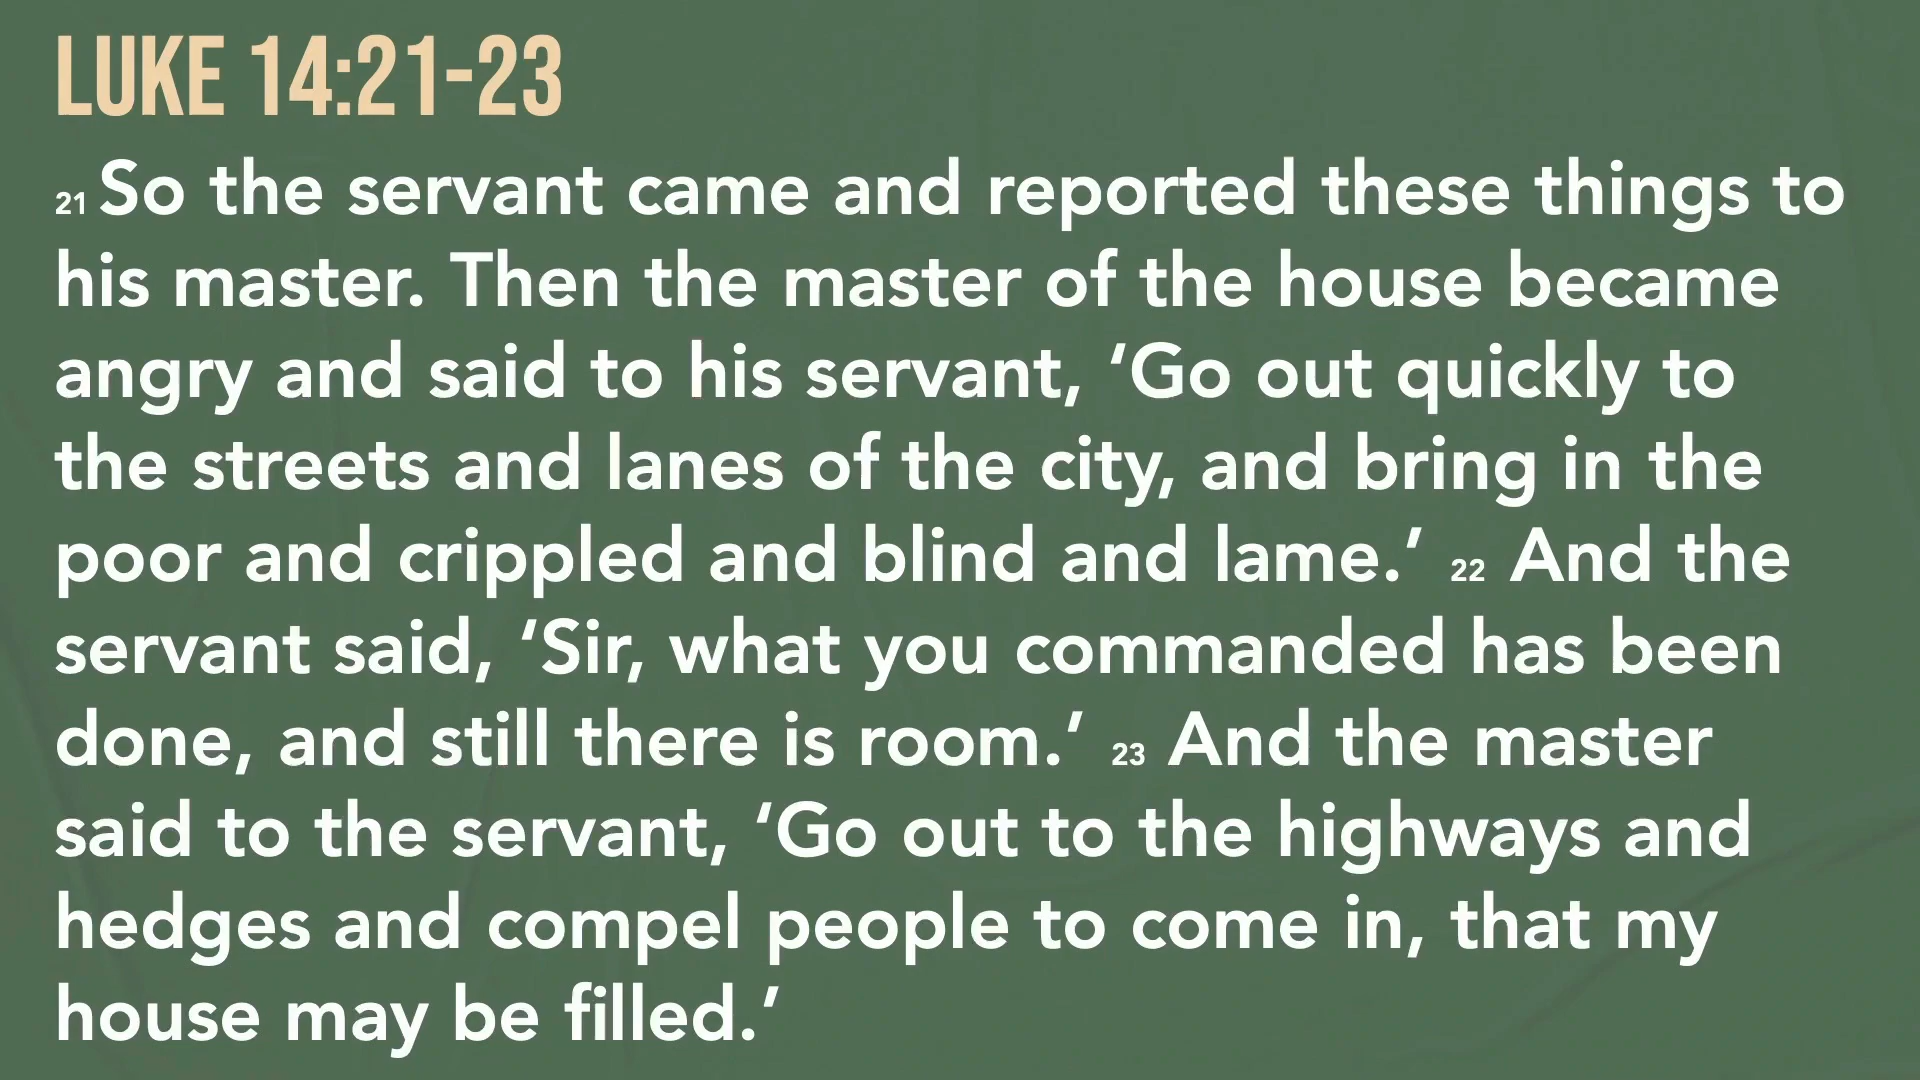 LUKE 14:21-23
21 So the servant came and reported these things to
his master. Then the master of the house became
angry and said to his servant, ‘Go out quickly to
the streets and lanes of the city, and bring in the
poor and crippled and blind and lame.’ 22 And the
servant said, ‘Sir, what you commanded has been
done, and still there is room.’ 23 And the master
said to the servant, ‘Go out to the highways and
hedges and compel people to come in, that my
house may be filled.’